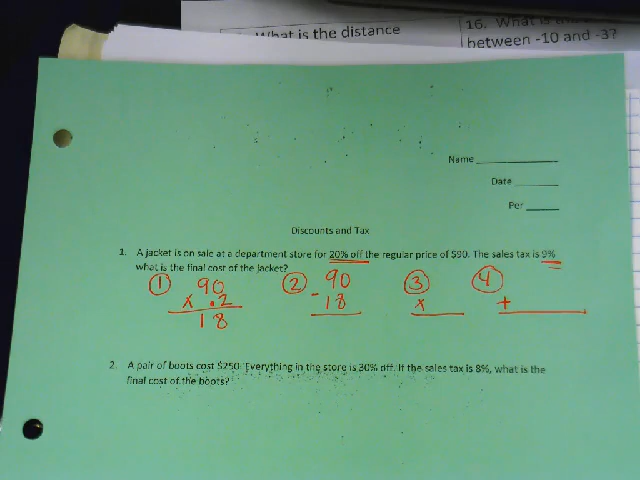 What is the distance
16. What is the
between -10 and -3?
Name
Date
Per
Discounts and Tax
1. A jacket is on sale at a department store for 20% off the regular price of $90. The sales tax is 9%
what is the final cost of the jacket?
1 90 2 90 3 4
x .2 - 18 x +
18
2. A pair of boots cost $250. Everything in the store is 30% off. If the sales tax is 8%, what is the
final cost of the boots?